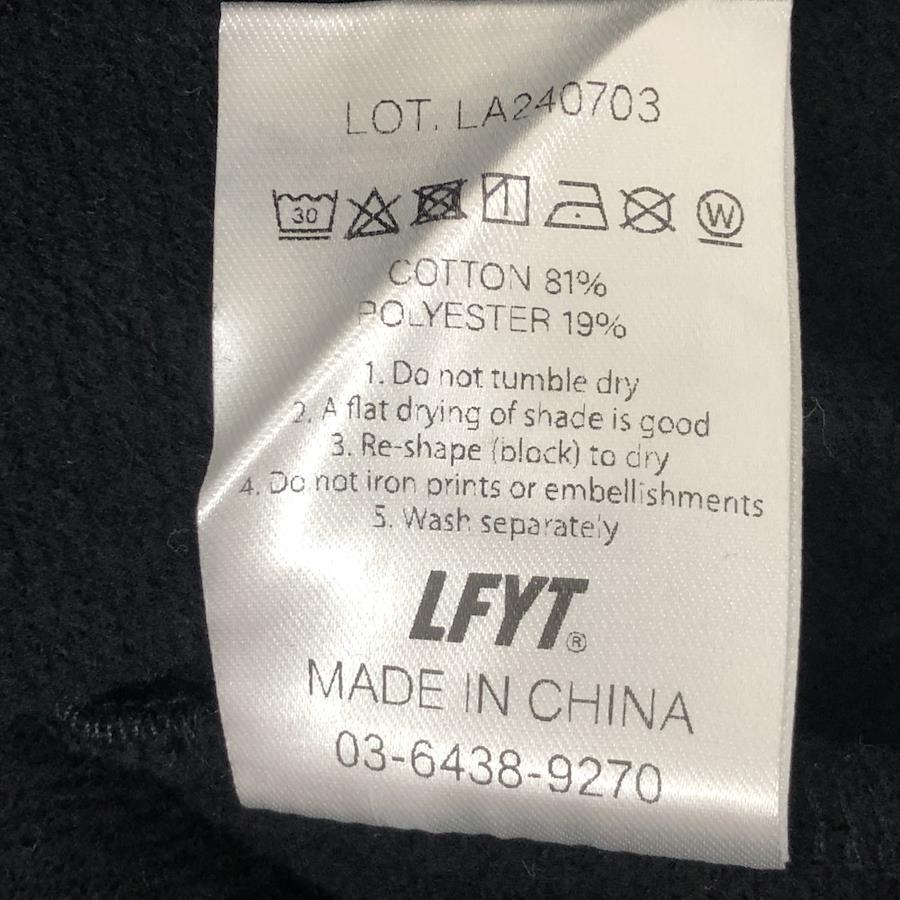 LOT. LA240703
30 W
COTTON 81%
POLYESTER 19%
1. Do not tumble dry
2. A flat drying of shade is good
3. Re-shape (block) to dry
4. Do not iron prints or embellishments
5. Wash separately
LFYT®
MADE IN CHINA
03-6438-9270